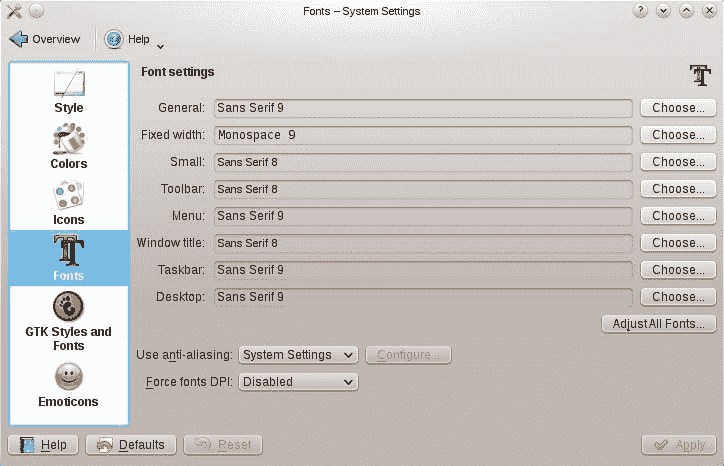 Fonts – System Settings
Overview
Help
Font settings
Style
Colors
Icons
Fonts
GTK Styles and
Fonts
Emoticons
General: Sans Serif 9 Choose...
Fixed width: Monospace 9 Choose...
Small: Sans Serif 8 Choose...
Toolbar: Sans Serif 8 Choose...
Menu: Sans Serif 9 Choose...
Window title: Sans Serif 8 Choose...
Taskbar: Sans Serif 9 Choose...
Desktop: Sans Serif 9 Choose...
Adjust All Fonts...
Use anti-aliasing: System Settings Configure...
Force fonts DPI: Disabled
Help Defaults Reset Apply